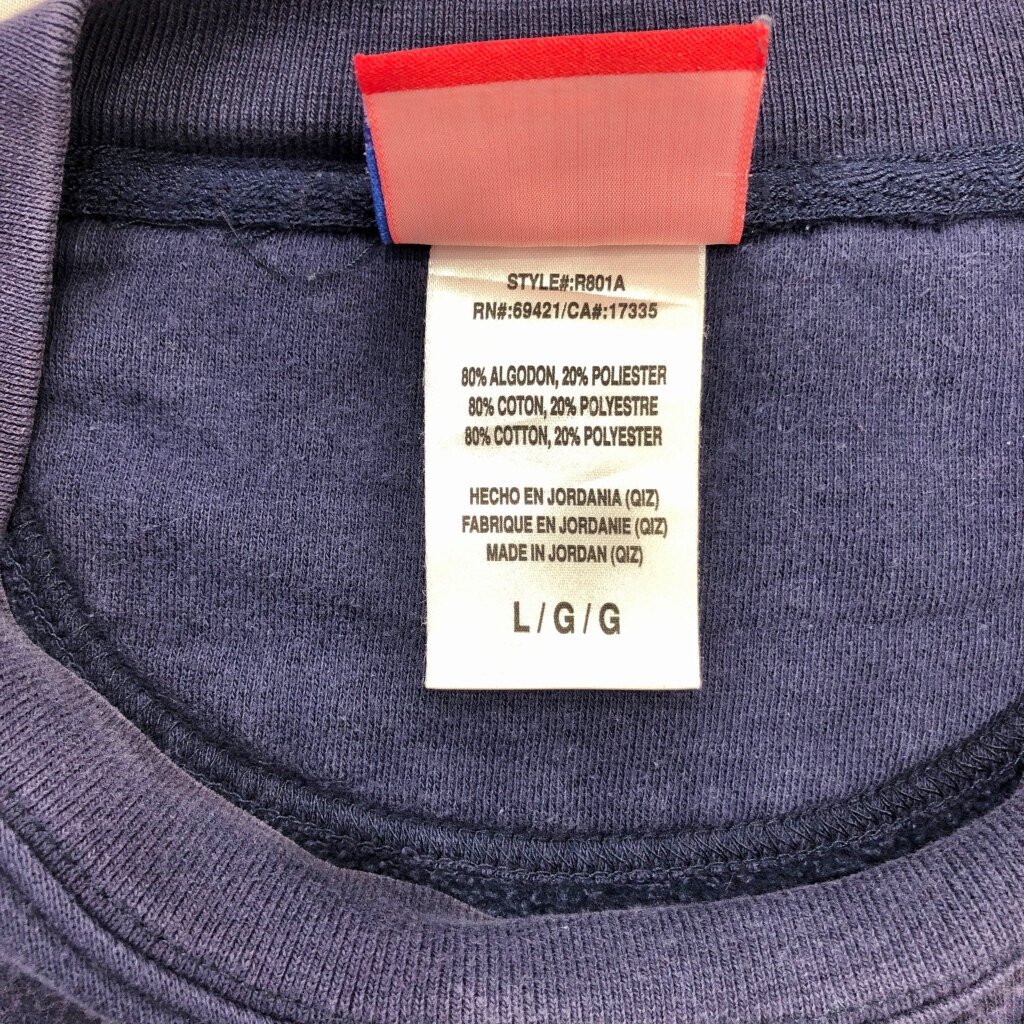 STYLE#:R801A
RN#:69421/CA#:17335
80% ALGODON, 20% POLIESTER
80% COTON, 20% POLYESTRE
80% COTTON, 20% POLYESTER
HECHO EN JORDANIA (QIZ)
FABRIQUE EN JORDANIE (QIZ)
MADE IN JORDAN (QIZ)
L/G/G